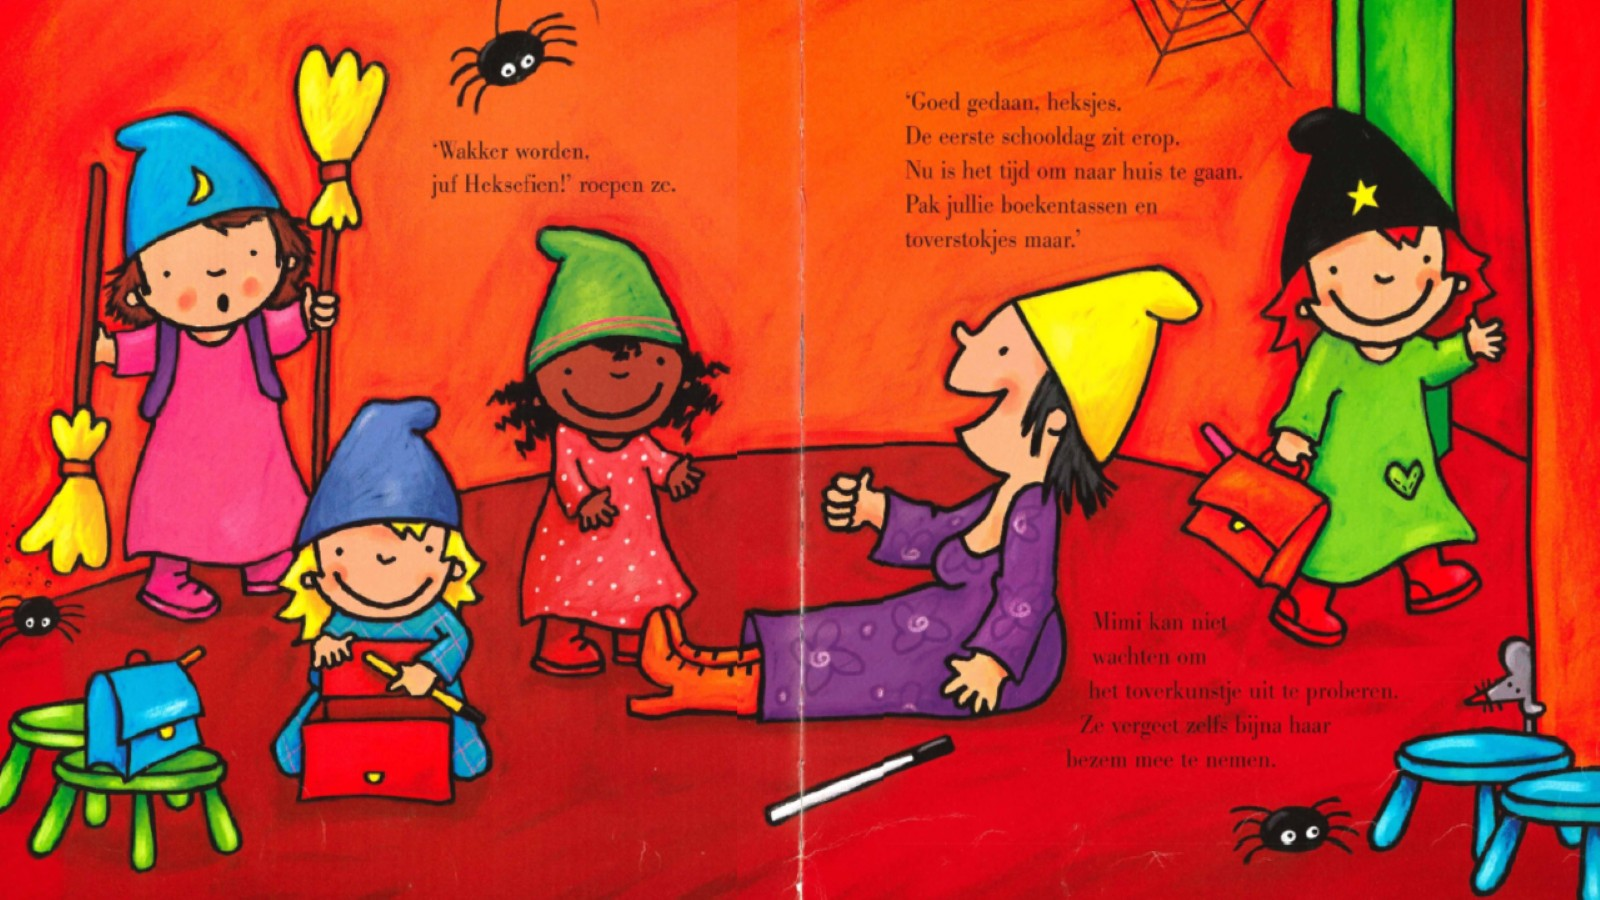 ‘Wakker worden,
juf Heksefien!’ roepen ze.
‘Goed gedaan, heksjes.
De eerste schooldag zit erop.
Nu is het tijd om naar huis te gaan.
Pak jullie boekentassen en
toverstokjes maar.’
Mimi kan niet
wachten om
het toverkunstje uit te proberen.
Ze vergeet zelfs bijna haar
bezem mee te nemen.